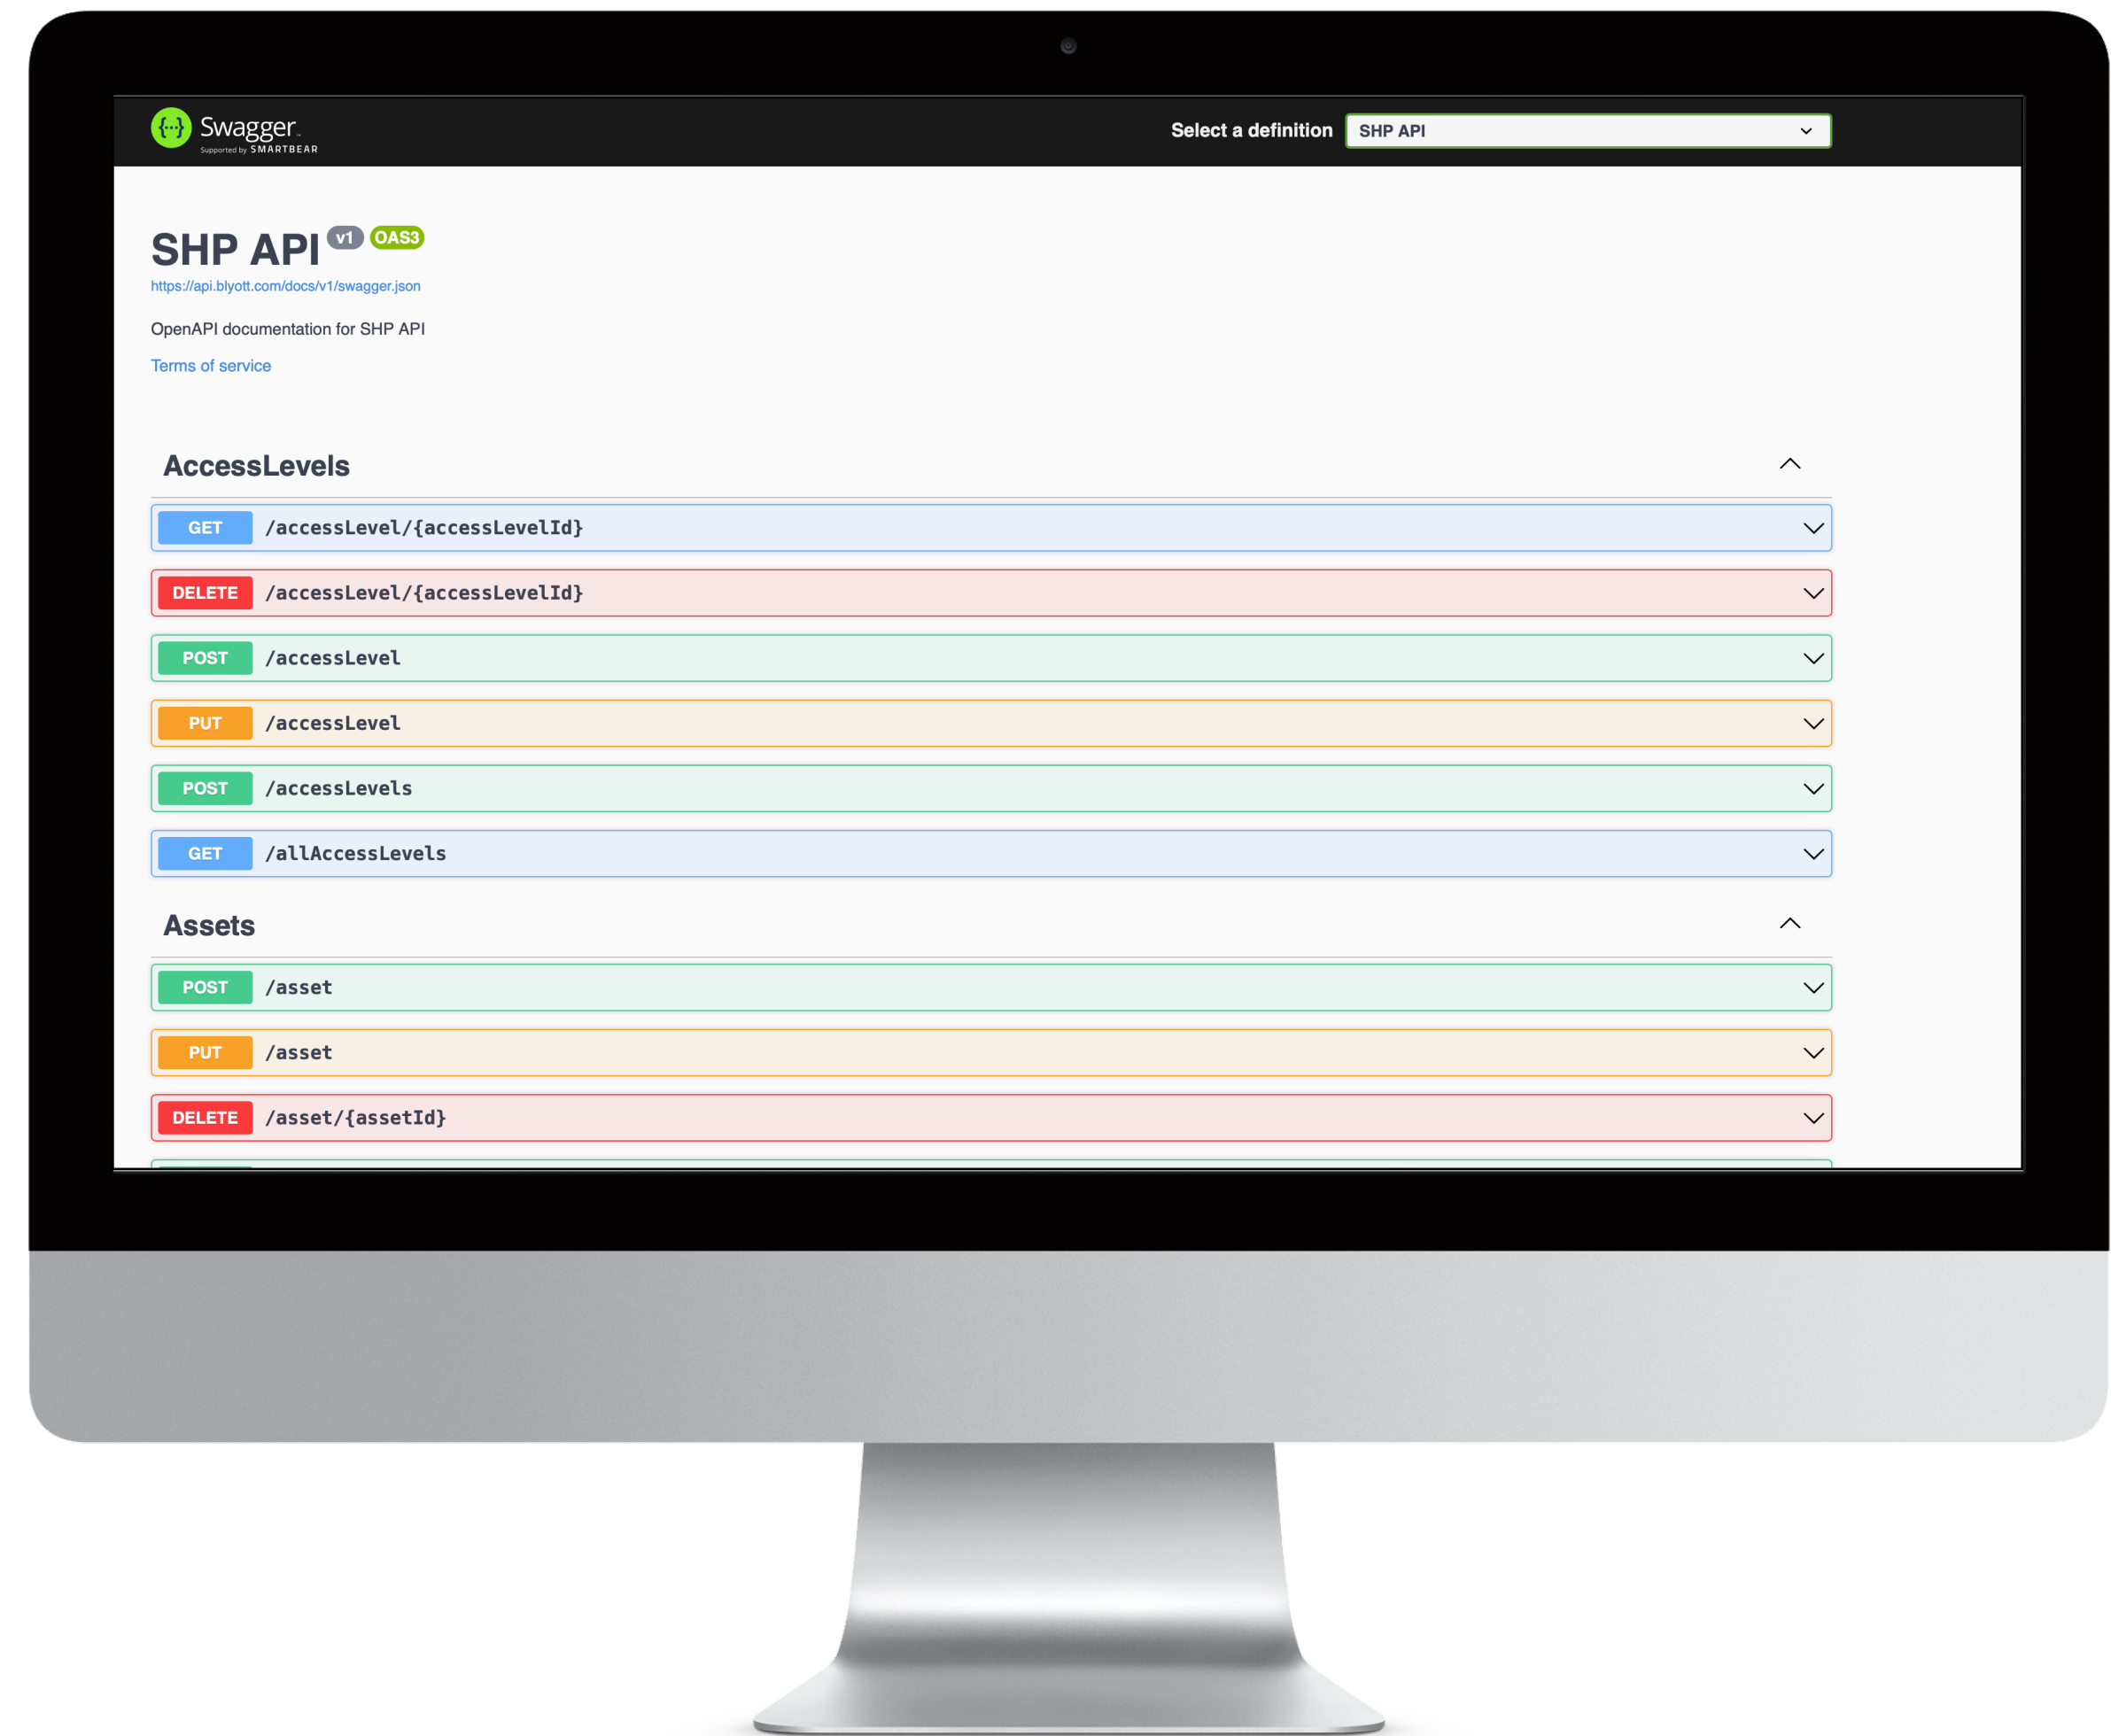 Swagger
Supported by SMARTBEAR
Select a definition
SHP API
SHP API v1 OAS3
https://api.blyott.com/docs/v1/swagger.json
OpenAPI documentation for SHP API
Terms of service
AccessLevels
GET /accessLevel/{accessLevelId}
DELETE /accessLevel/{accessLevelId}
POST /accessLevel
PUT /accessLevel
POST /accessLevels
GET /allAccessLevels
Assets
POST /asset
PUT /asset
DELETE /asset/{assetId}